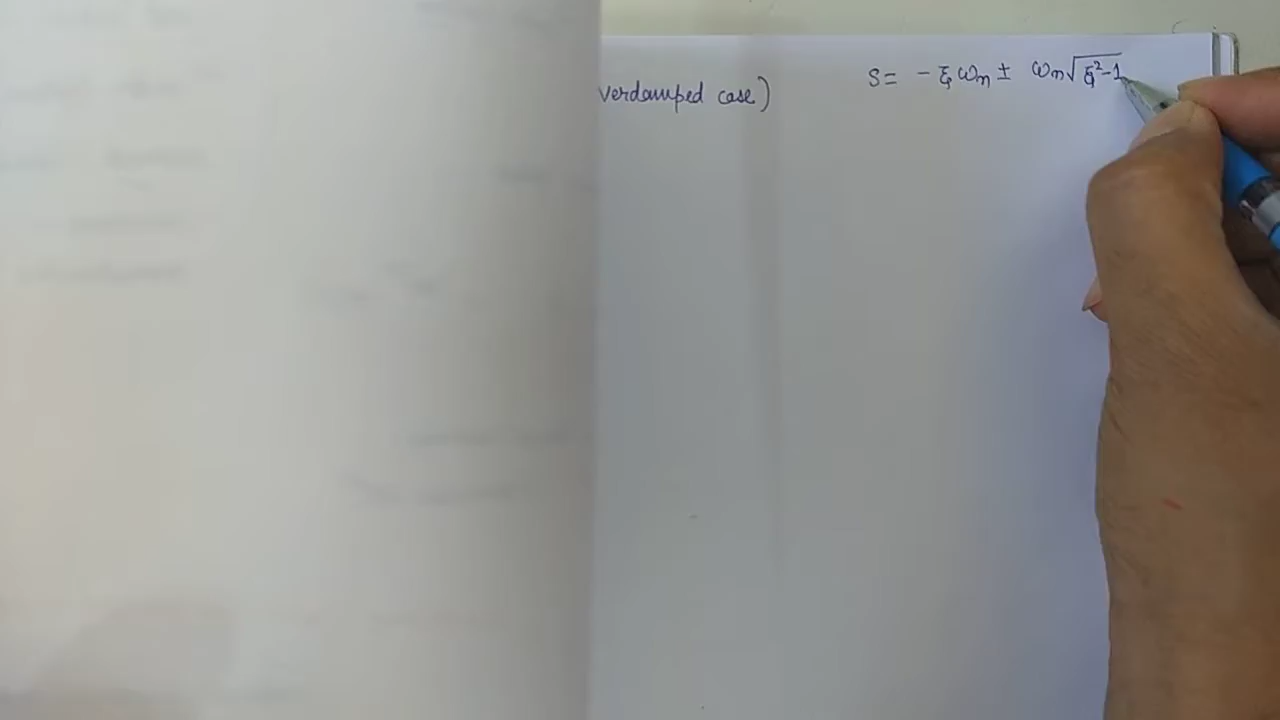 S = - ξ ωn ± ωn√ξ²-1
verdamped case)